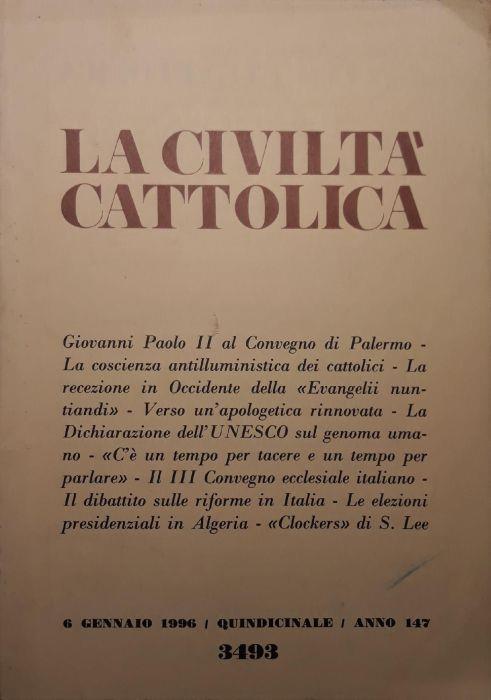 LA CIVILTA'
CATTOLICA
Giovanni Paolo II al Convegno di Palermo -
La coscienza antilluministica dei cattolici - La
recezione in Occidente della «Evangelii nun-
tiandi» - Verso un'apologetica rinnovata - La
Dichiarazione dell'UNESCO sul genoma uma-
no - «C'è un tempo per tacere e un tempo per
parlare» - Il III Convegno ecclesiale italiano -
Il dibattito sulle riforme in Italia - Le elezioni
presidenziali in Algeria - «Clockers» di S. Lee
6 GENNAIO 1996 / QUINDICINALE / ANNO 147
3493